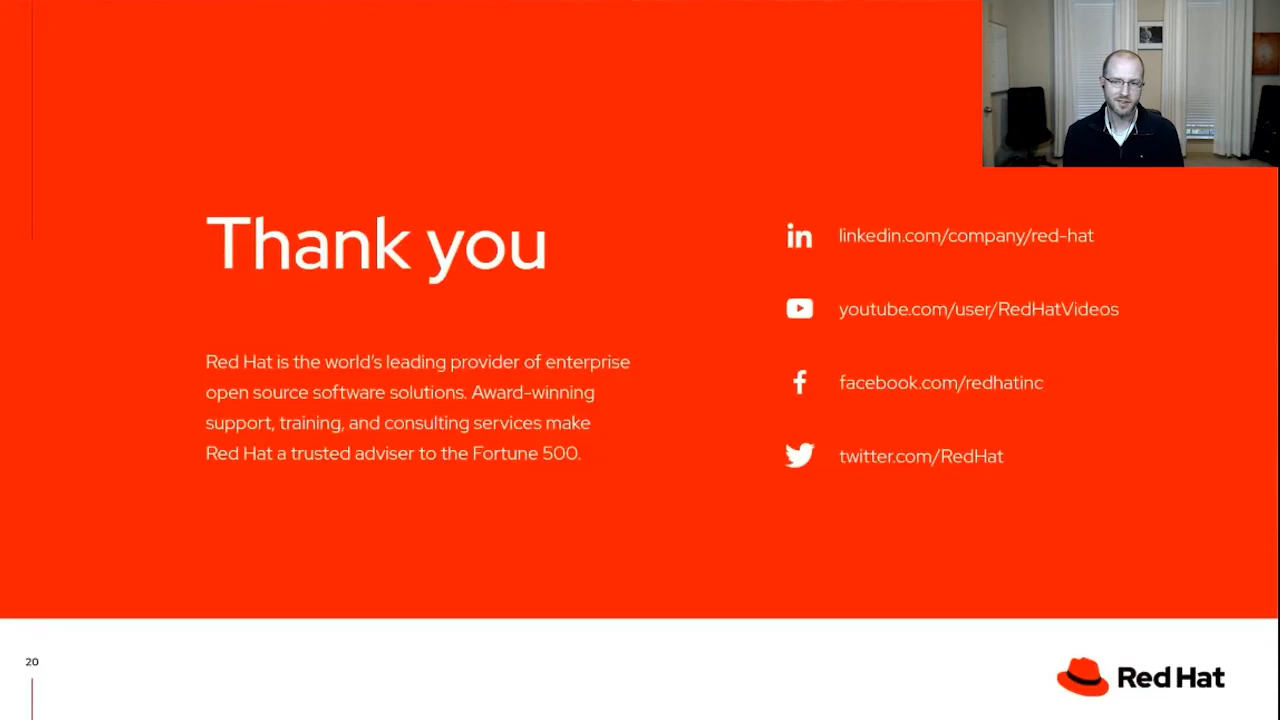 Thank you
Red Hat is the world's leading provider of enterprise
open source software solutions. Award-winning
support, training, and consulting services make
Red Hat a trusted adviser to the Fortune 500.
in linkedin.com/company/red-hat
youtube.com/user/RedHatVideos
f facebook.com/redhatinc
twitter.com/RedHat
20
Red Hat